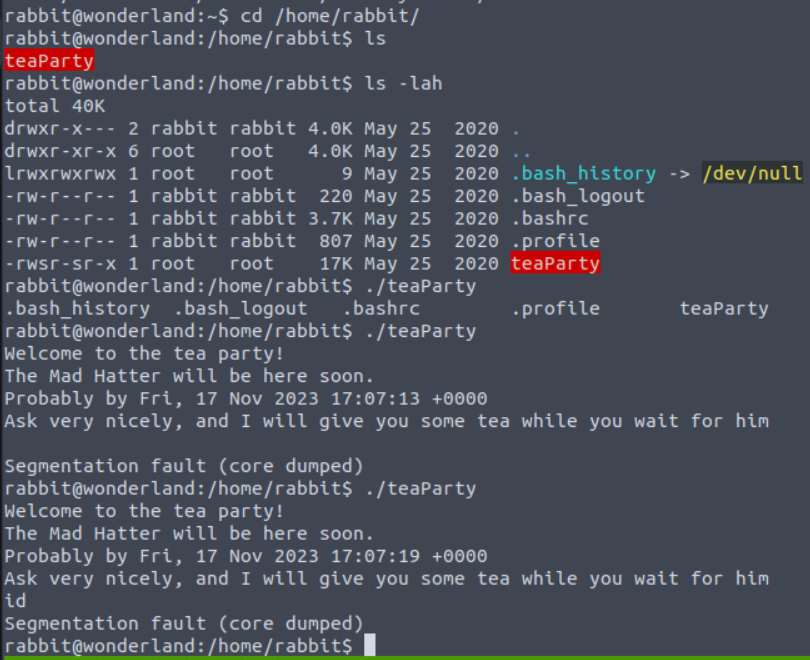 rabbit@wonderland:~$ cd /home/rabbit/
rabbit@wonderland:/home/rabbit$ ls
teaParty
rabbit@wonderland:/home/rabbit$ ls -lah
total 40K
drwxr-x--- 2 rabbit rabbit 4.0K May 25  2020 .
drwxr-xr-x 6 root   root   4.0K May 25  2020 ..
lrwxrwxrwx 1 root   root      9 May 25  2020 .bash_history -> /dev/null
-rw-r--r-- 1 rabbit rabbit  220 May 25  2020 .bash_logout
-rw-r--r-- 1 rabbit rabbit 3.7K May 25  2020 .bashrc
-rw-r--r-- 1 rabbit rabbit  807 May 25  2020 .profile
-rwsr-sr-x 1 root   root    17K May 25  2020 teaParty
rabbit@wonderland:/home/rabbit$ ./teaParty
.bash_history  .bash_logout   .bashrc        .profile       teaParty
rabbit@wonderland:/home/rabbit$ ./teaParty
Welcome to the tea party!
The Mad Hatter will be here soon.
Probably by Fri, 17 Nov 2023 17:07:13 +0000
Ask very nicely, and I will give you some tea while you wait for him
Segmentation fault (core dumped)
rabbit@wonderland:/home/rabbit$ ./teaParty
Welcome to the tea party!
The Mad Hatter will be here soon.
Probably by Fri, 17 Nov 2023 17:07:19 +0000
Ask very nicely, and I will give you some tea while you wait for him
id
Segmentation fault (core dumped)
rabbit@wonderland:/home/rabbit$